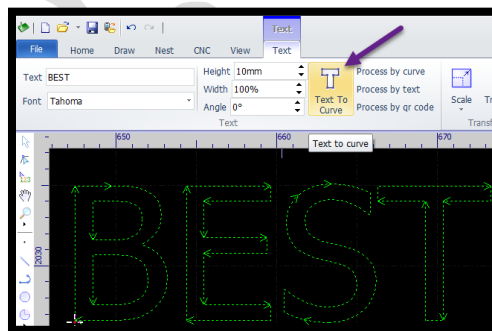 Text
File Home Draw Nest CNC View Text
Text BEST
Font Tahoma
Height 10mm
Width 100%
Angle 0°
Text To Curve
Process by curve
Process by text
Process by qr code
Scale
Text
Transf
Text to curve
650 660 670
2030
BEST